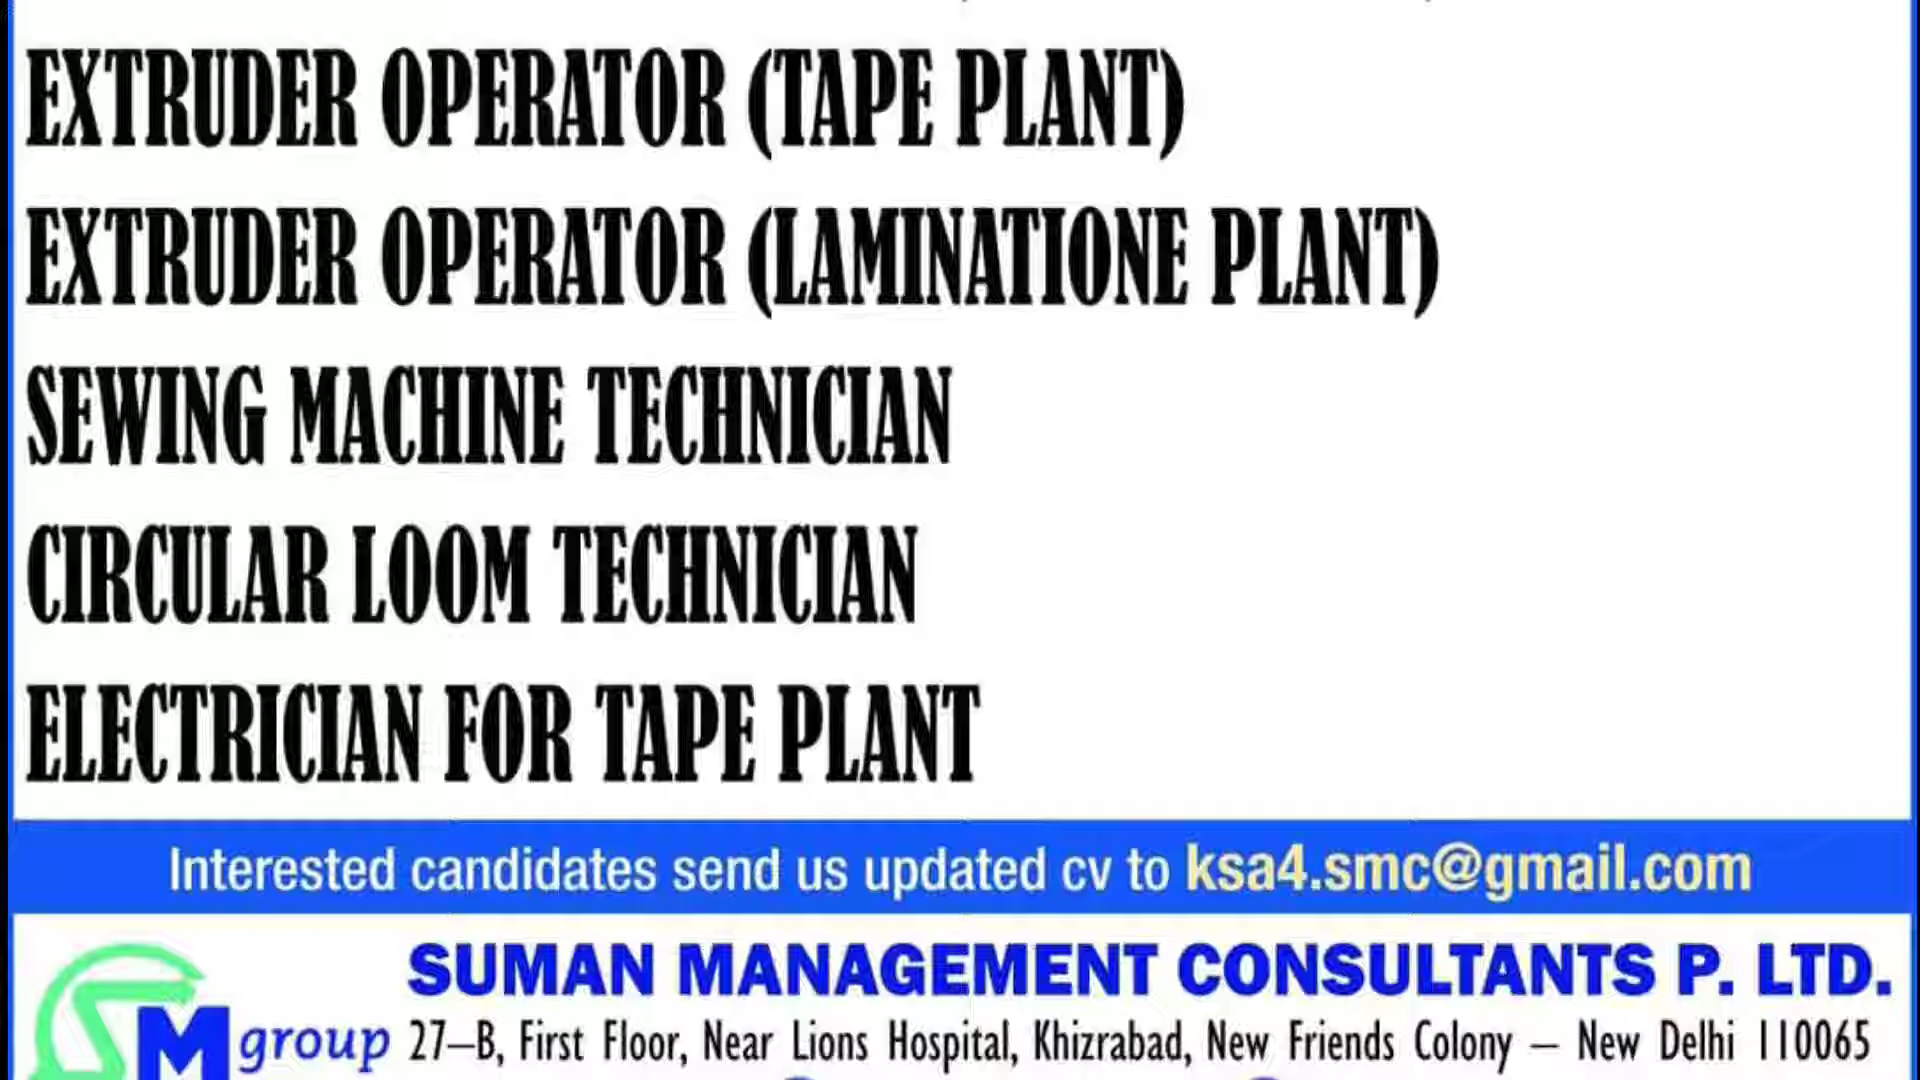 EXTRUDER OPERATOR (TAPE PLANT)
EXTRUDER OPERATOR (LAMINATIONE PLANT)
SEWING MACHINE TECHNICIAN
CIRCULAR LOOM TECHNICIAN
ELECTRICIAN FOR TAPE PLANT
Interested candidates send us updated cv to ksa4.smc@gmail.com
SUMAN MANAGEMENT CONSULTANTS P. LTD.
SM group 27–B, First Floor, Near Lions Hospital, Khizrabad, New Friends Colony – New Delhi 110065